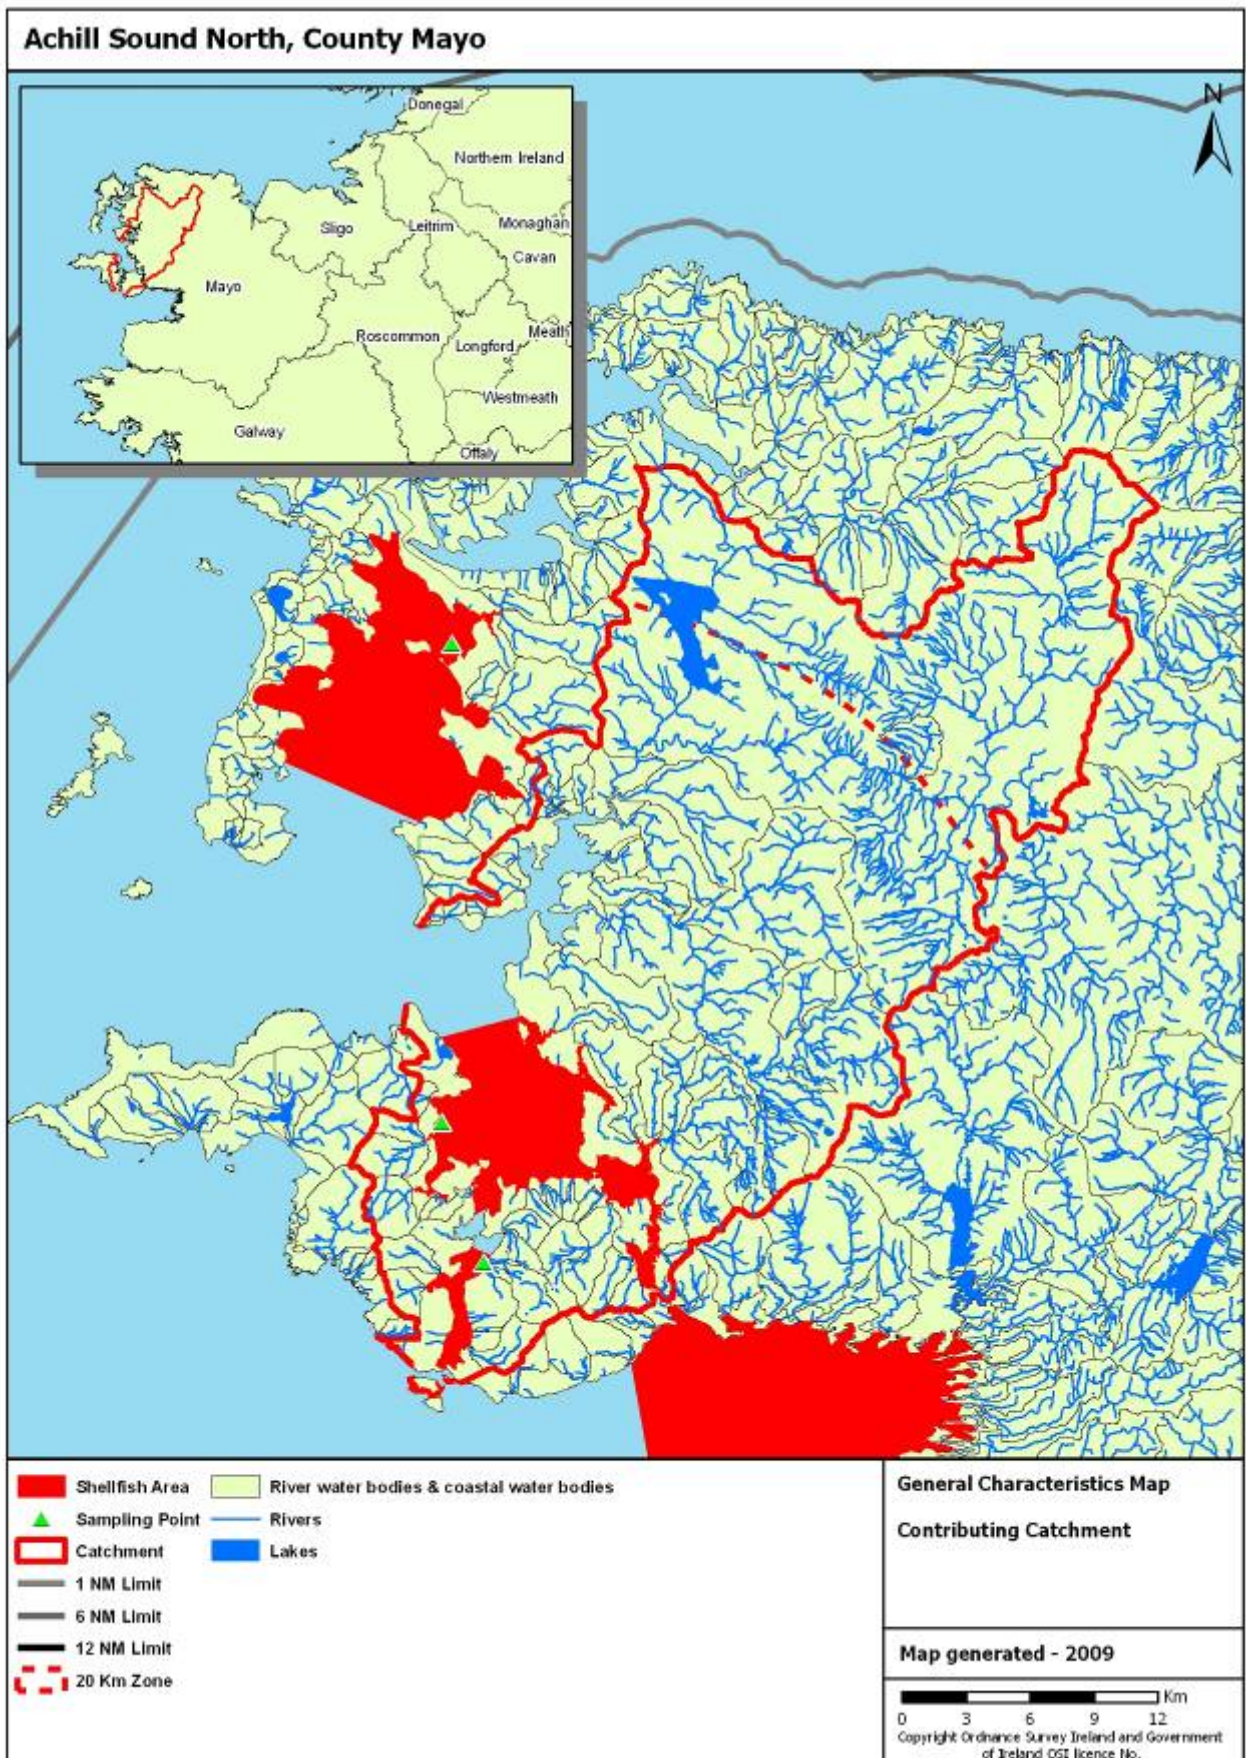 Achill Sound North, County Mayo
N
Donegal
Northern Ireland
Sligo
Leitrim
Monaghan
Cavan
Mayo
Roscommon
Longford
Meath
Westmeath
Galway
Offaly
Shellfish Area
River water bodies & coastal water bodies
Sampling Point
Rivers
Catchment
Lakes
1 NM Limit
6 NM Limit
12 NM Limit
20 Km Zone
General Characteristics Map
Contributing Catchment
Map generated - 2009
Km
0 3 6 9 12
Copyright Ordnance Survey Ireland and Government
of Ireland OSI licence No.